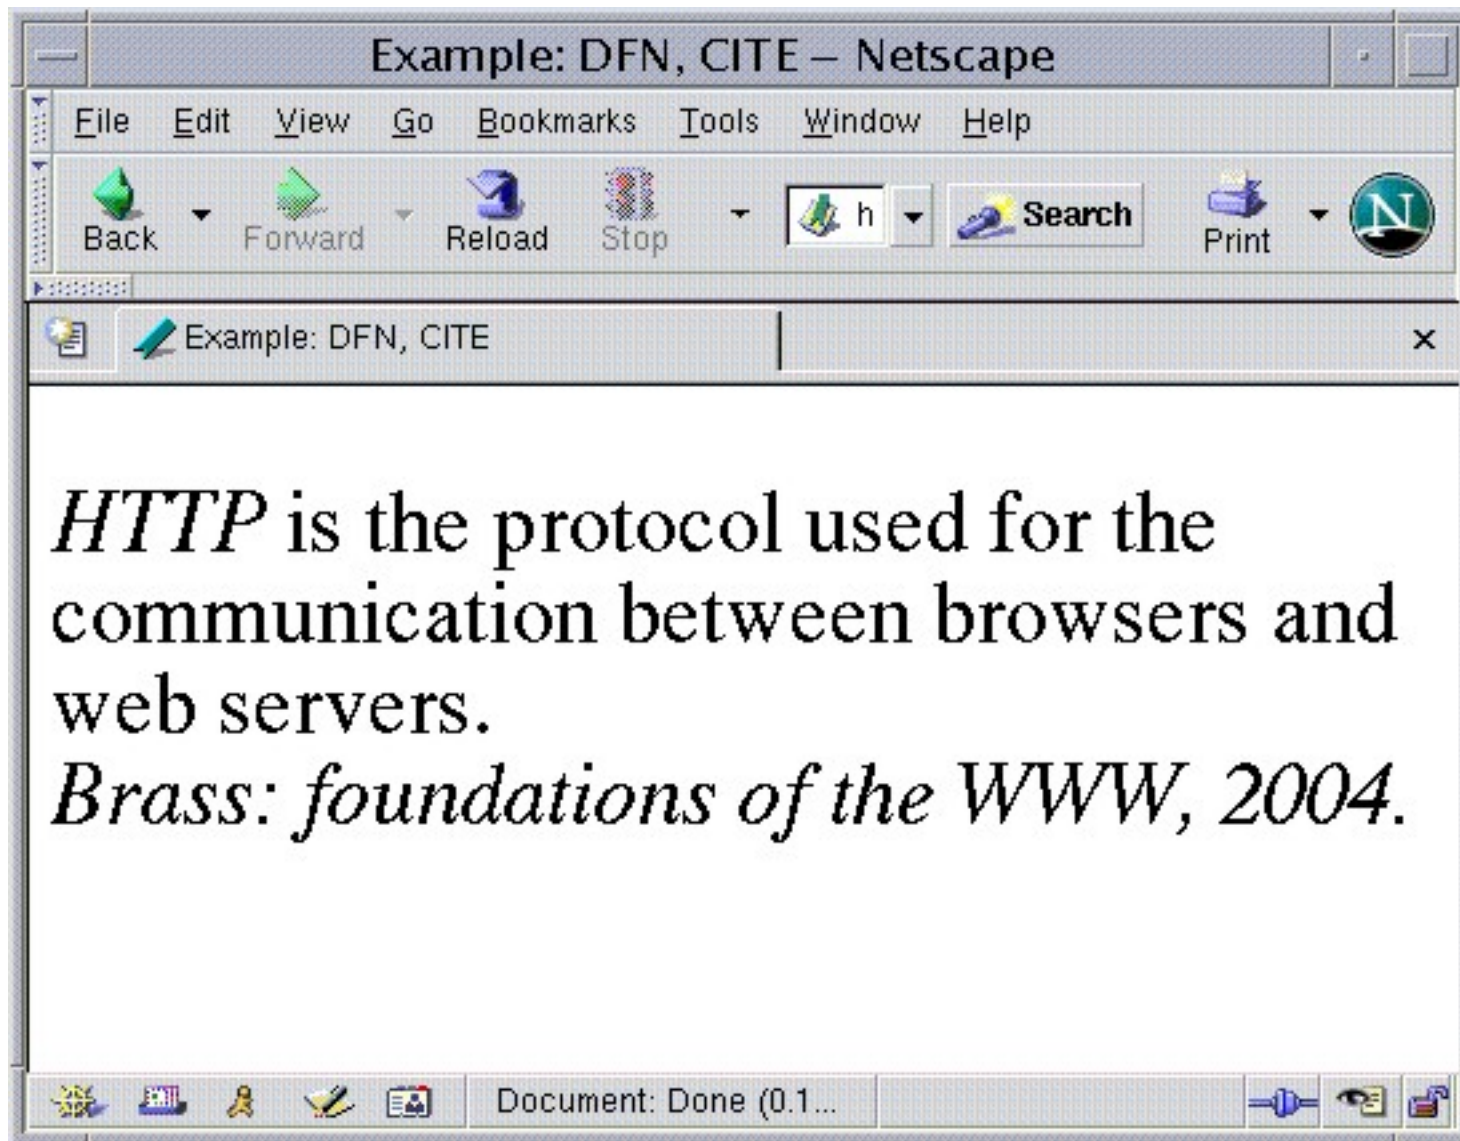 Example: DFN, CITE – Netscape
File Edit View Go Bookmarks Tools Window Help
Back Forward Reload Stop h Search Print N
Example: DFN, CITE
HTTP is the protocol used for the
communication between browsers and
web servers.
Brass: foundations of the WWW, 2004.
Document: Done (0.1...